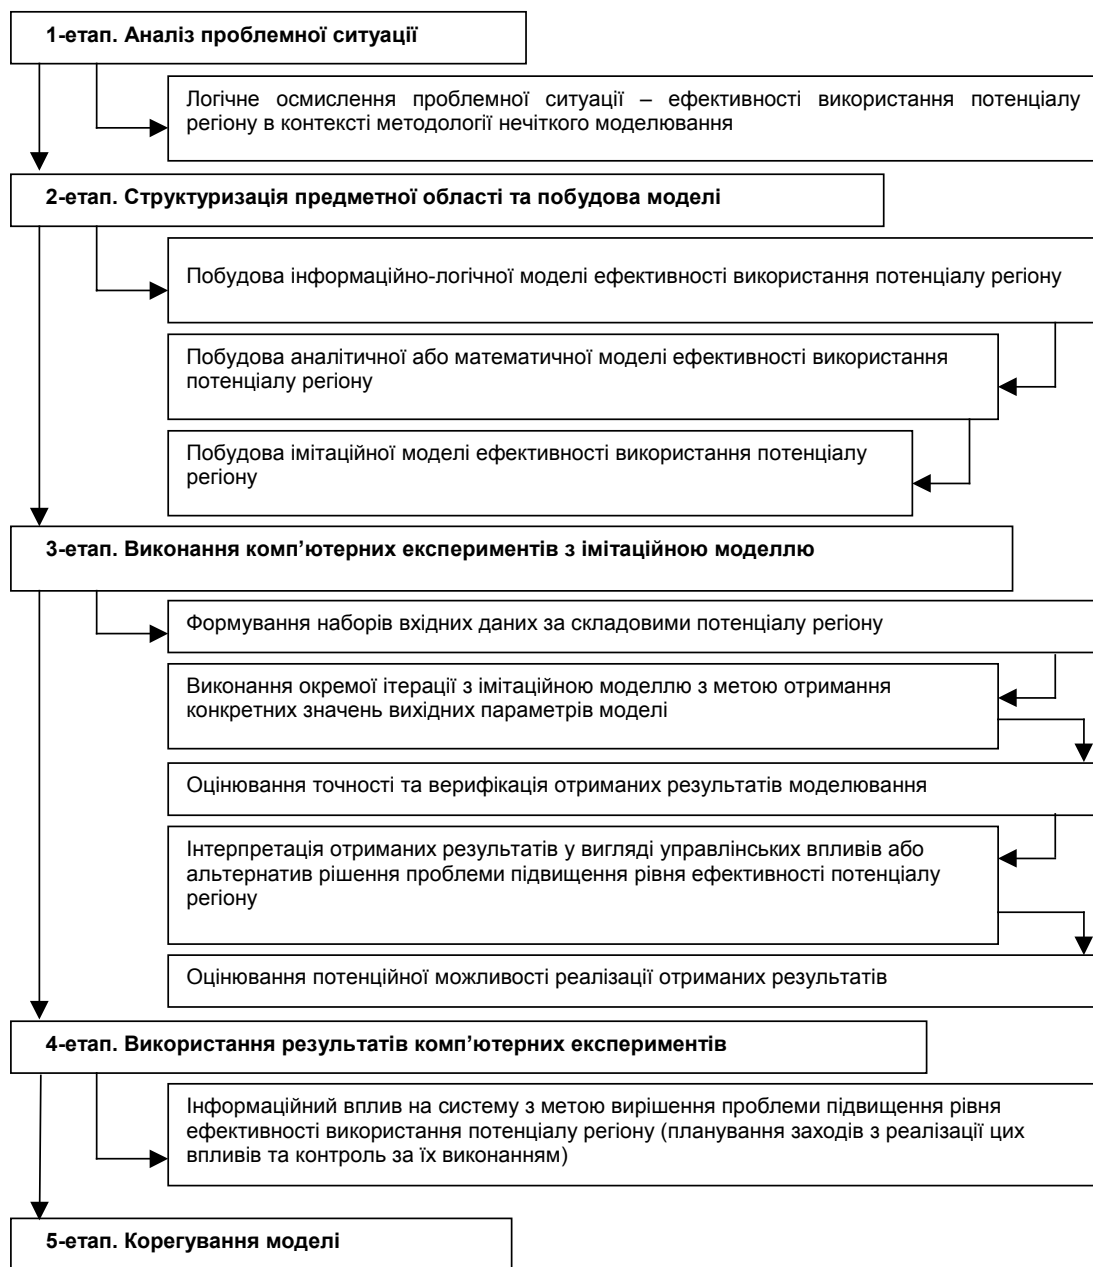 1-етап. Аналіз проблемної ситуації
Логічне осмислення проблемної ситуації – ефективності використання потенціалу
регіону в контексті методології нечіткого моделювання
2-етап. Структуризація предметної області та побудова моделі
Побудова інформаційно-логічної моделі ефективності використання потенціалу регіону
Побудова аналітичної або математичної моделі ефективності використання
потенціалу регіону
Побудова імітаційної моделі ефективності використання потенціалу
регіону
3-етап. Виконання комп’ютерних експериментів з імітаційною моделлю
Формування наборів вхідних даних за складовими потенціалу регіону
Виконання окремої ітерації з імітаційною моделлю з метою отримання
конкретних значень вихідних параметрів моделі
Оцінювання точності та верифікація отриманих результатів моделювання
Інтерпретація отриманих результатів у вигляді управлінських впливів або
альтернатив рішення проблеми підвищення рівня ефективності потенціалу
регіону
Оцінювання потенційної можливості реалізації отриманих результатів
4-етап. Використання результатів комп’ютерних експериментів
Інформаційний вплив на систему з метою вирішення проблеми підвищення рівня
ефективності використання потенціалу регіону (планування заходів з реалізації цих
впливів та контроль за їх виконанням)
5-етап. Корегування моделі